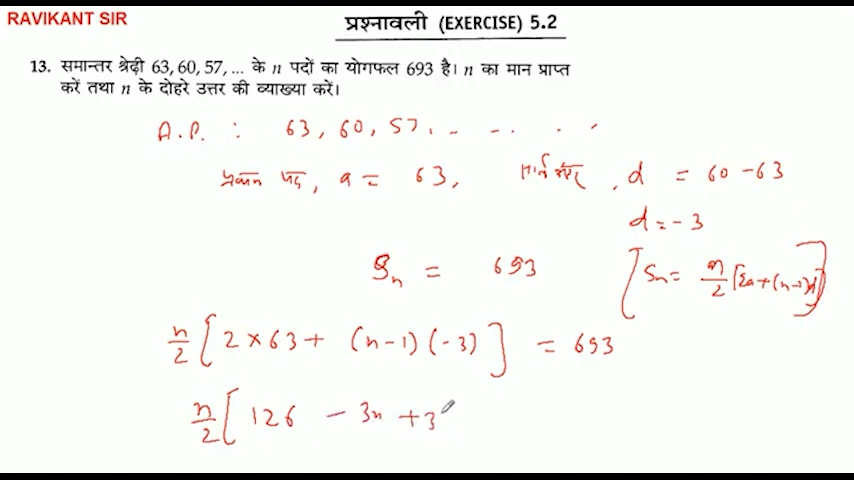 RAVIKANT SIR
प्रश्नावली (EXERCISE) 5.2
13. समान्तर श्रेढ़ी 63, 60, 57, ... के n पदों का योगफल 693 है। n का मान प्राप्त
करें तथा n के दोहरे उत्तर की व्याख्या करें।
A.P. : 63, 60, 57, - - . . .
प्रथम पद, a = 63, सार्व अंतर, d = 60 - 63
d = -3
Sn = 693 [Sn = n/2 [2a+(n-1)d]]
n/2 [2 × 63 + (n-1) (-3)] = 693
n/2 [126 - 3n + 3